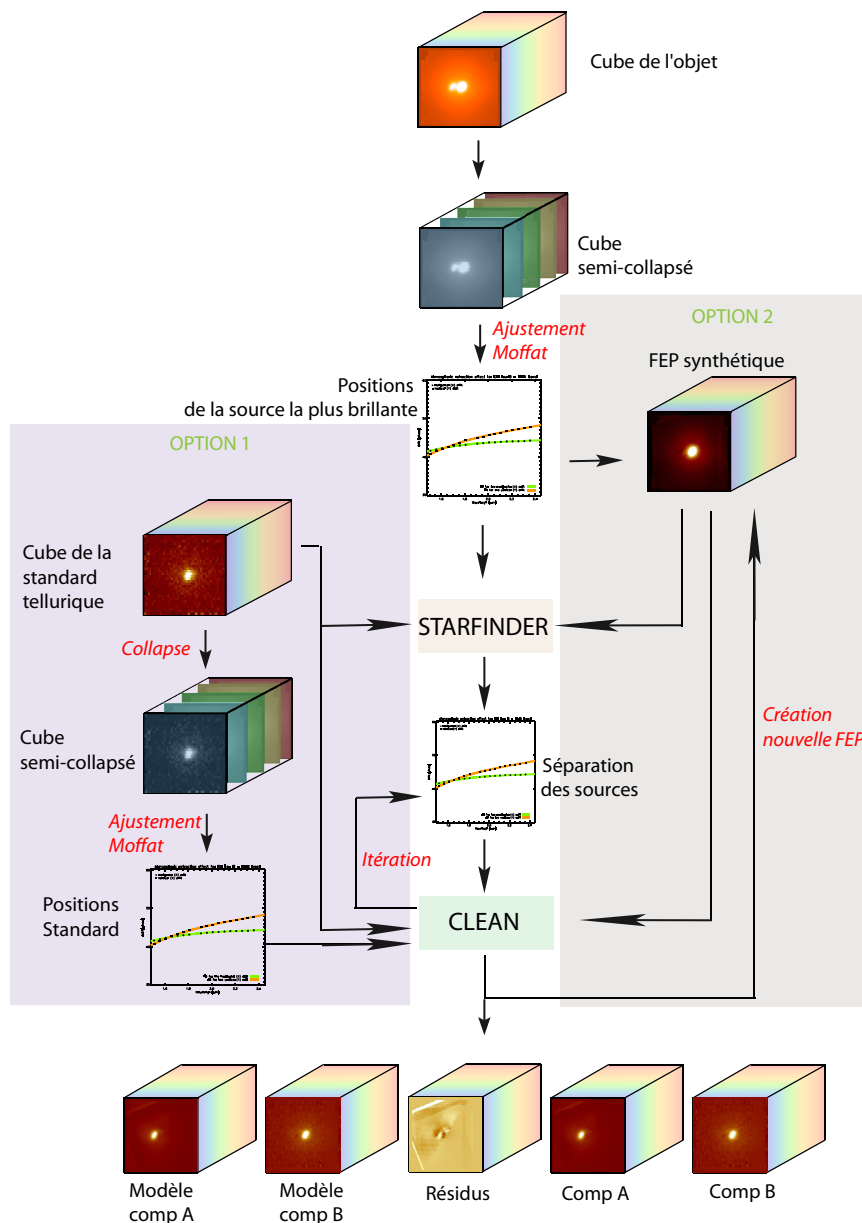 Cube de l'objet
Cube
semi-collapsé
OPTION 2
Ajustement
Moffat
FEP synthétique
Positions
de la source la plus brillante
OPTION 1
Cube de la
standard
tellurique
STARFINDER
Collapse
Cube
semi-collapsé
Création
nouvelle FEP
Séparation
des sources
Ajustement
Moffat
Itération
Positions
Standard
CLEAN
Modèle
comp A
Modèle
comp B
Résidus
Comp A
Comp B